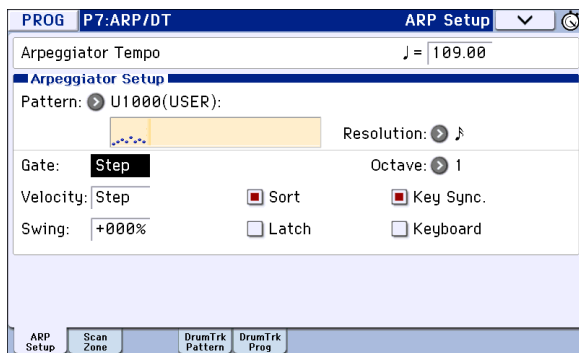 PROG P7:ARP/DT ARP Setup
Arpeggiator Tempo ♩= 109.00
Arpeggiator Setup
Pattern: U1000(USER):
Resolution: 
Gate: Step Octave: 1
Velocity: Step Sort Key Sync.
Swing: +000% Latch Keyboard
ARP Setup Scan Zone DrumTrk Pattern DrumTrk Prog